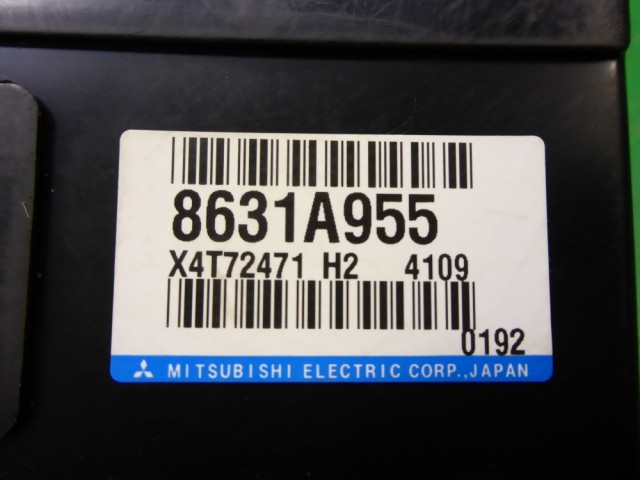 8631A955
X4T72471 H2 4109
0192
MITSUBISHI ELECTRIC CORP.,JAPAN